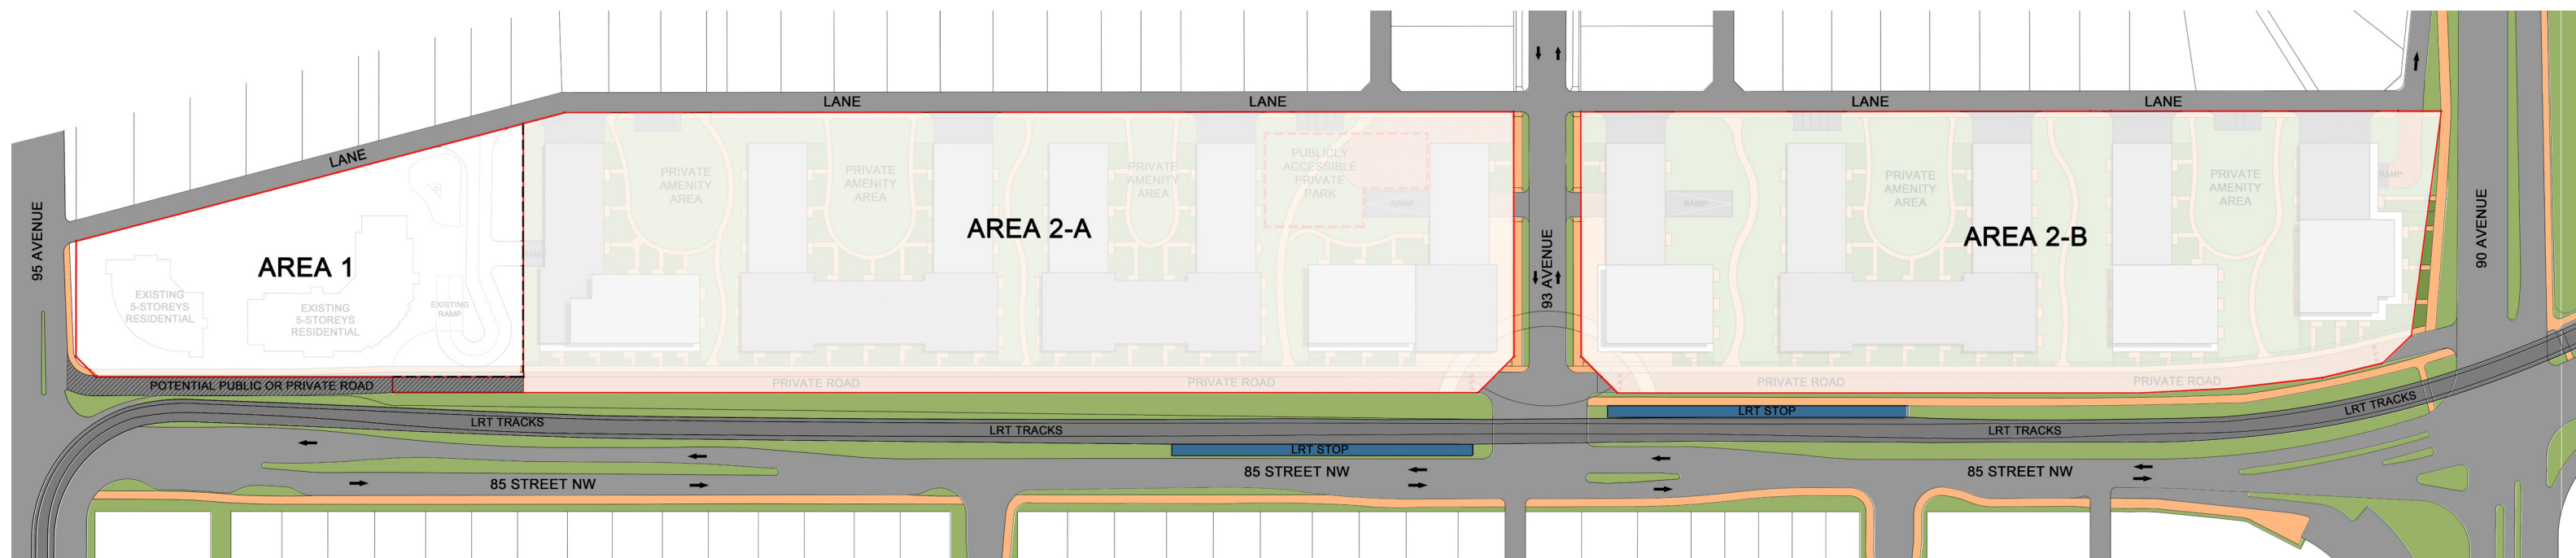 LANE
LANE
LANE
LANE
LANE
95 AVENUE
AREA 1
EXISTING
5-STOREYS
RESIDENTIAL
EXISTING
5-STOREYS
RESIDENTIAL
EXISTING
RAMP
POTENTIAL PUBLIC OR PRIVATE ROAD
RAMP
PRIVATE
AMENITY
AREA
PRIVATE
AMENITY
AREA
AREA 2-A
PRIVATE
AMENITY
AREA
PUBLICLY
ACCESSIBLE
PRIVATE
PARK
RAMP
PRIVATE ROAD
PRIVATE ROAD
93 AVENUE
RAMP
PRIVATE
AMENITY
AREA
AREA 2-B
PRIVATE
AMENITY
AREA
RAMP
PRIVATE ROAD
PRIVATE ROAD
90 AVENUE
LRT TRACKS
LRT TRACKS
LRT STOP
LRT STOP
LRT TRACKS
LRT TRACKS
85 STREET NW
85 STREET NW
85 STREET NW